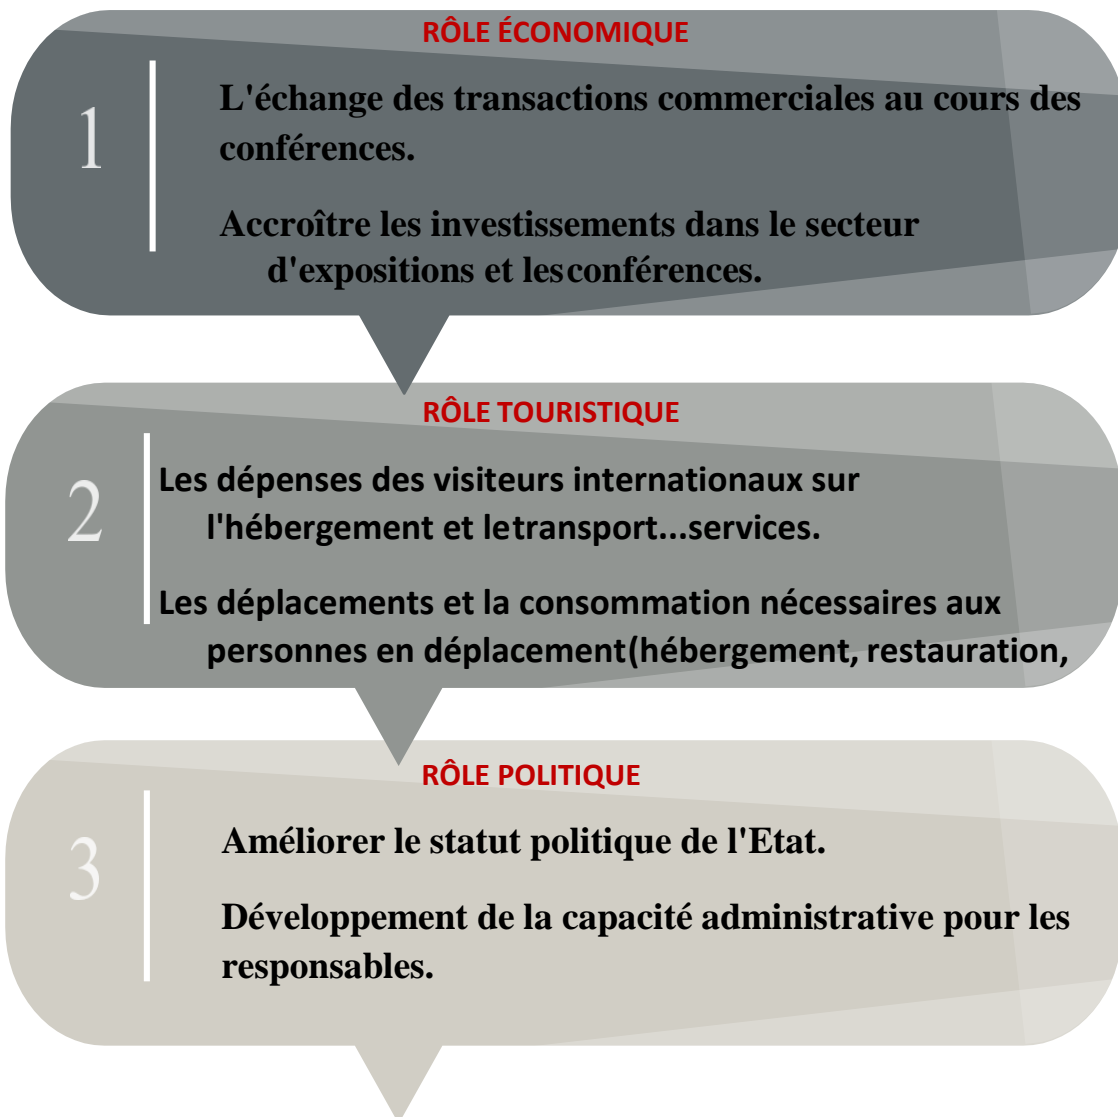 RÔLE ÉCONOMIQUE
1
L'échange des transactions commerciales au cours des
conférences.
Accroître les investissements dans le secteur
d'expositions et lesconférences.
RÔLE TOURISTIQUE
2
Les dépenses des visiteurs internationaux sur
l'hébergement et letransport...services.
Les déplacements et la consommation nécessaires aux
personnes en déplacement(hébergement, restauration,
RÔLE POLITIQUE
3
Améliorer le statut politique de l'Etat.
Développement de la capacité administrative pour les
responsables.